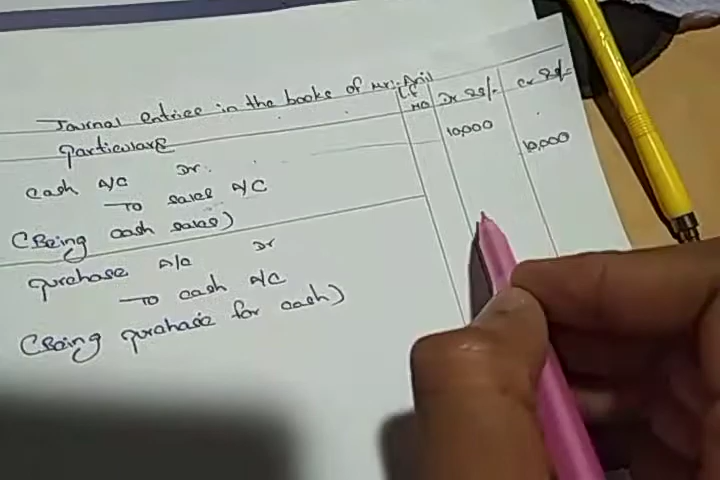 Journal entries in the books of Mr. Anil
Particulars L.F NO Dr Rs/- Cr Rs/-
Cash A/C Dr. 10,000
To sales A/C 10,000
(Being cash sales)
purchase A/C Dr
To cash A/C
(Being purchase for cash)